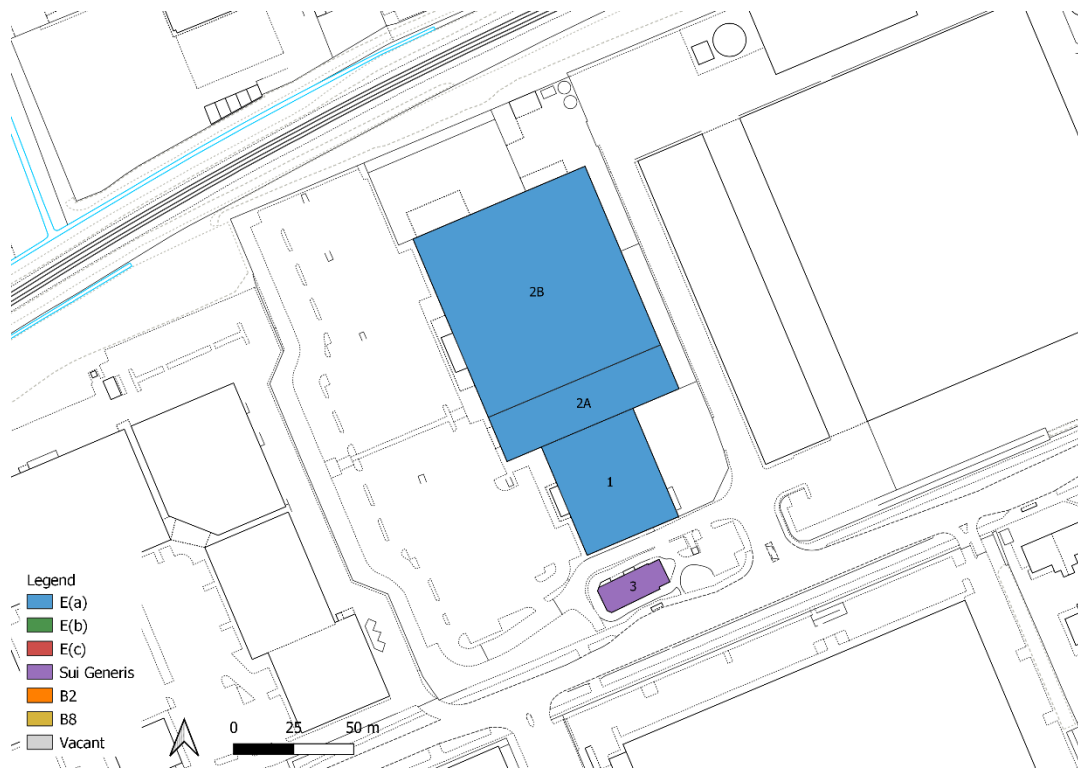 2B
2A
1
3
Legend
E(a)
E(b)
E(c)
Sui Generis
B2
B8
Vacant
0 25 50 m